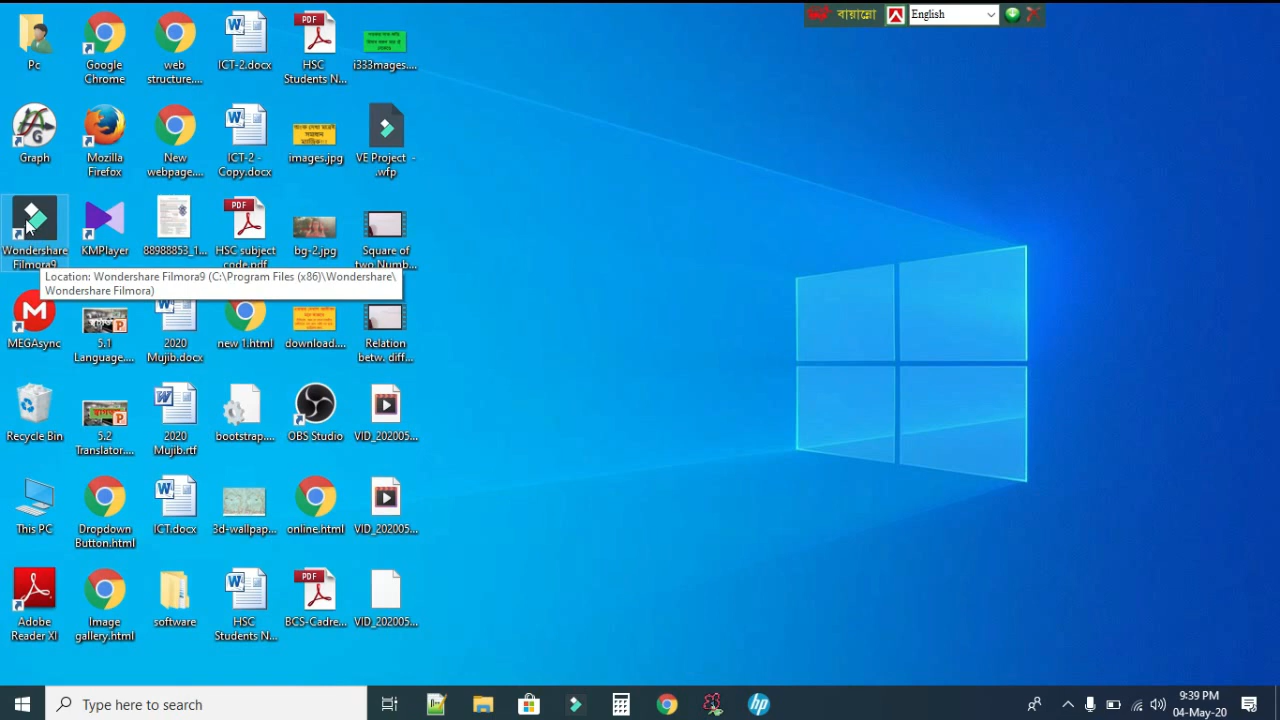 বায়ান্নো
English
Pc
Google
Chrome
web
structure....
ICT-2.docx
HSC
Students N...
i333mages....
Graph
Mozilla
Firefox
New
webpage....
ICT-2 -
Copy.docx
images.jpg
VE Project -
.wfp
Wondershare
Filmora9
KMPlayer
88988853_1...
HSC subject
code.pdf
bg-2.jpg
Square of
two Numb...
Location: Wondershare Filmora9 (C:\Program Files (x86)\Wondershare\
Wondershare Filmora)
MEGAsync
5.1
Language....
2020
Mujib.docx
new 1.html
download....
Relation
betw. diff...
Recycle Bin
5.2
Translator....
2020
Mujib.rtf
bootstrap....
OBS Studio
VID_202005...
This PC
Dropdown
Button.html
ICT.docx
3d-wallpap...
online.html
VID_202005...
Adobe
Reader XI
Image
gallery.html
software
HSC
Students N...
BCS-Cadre...
VID_202005...
Type here to search
9:39 PM
04-May-20